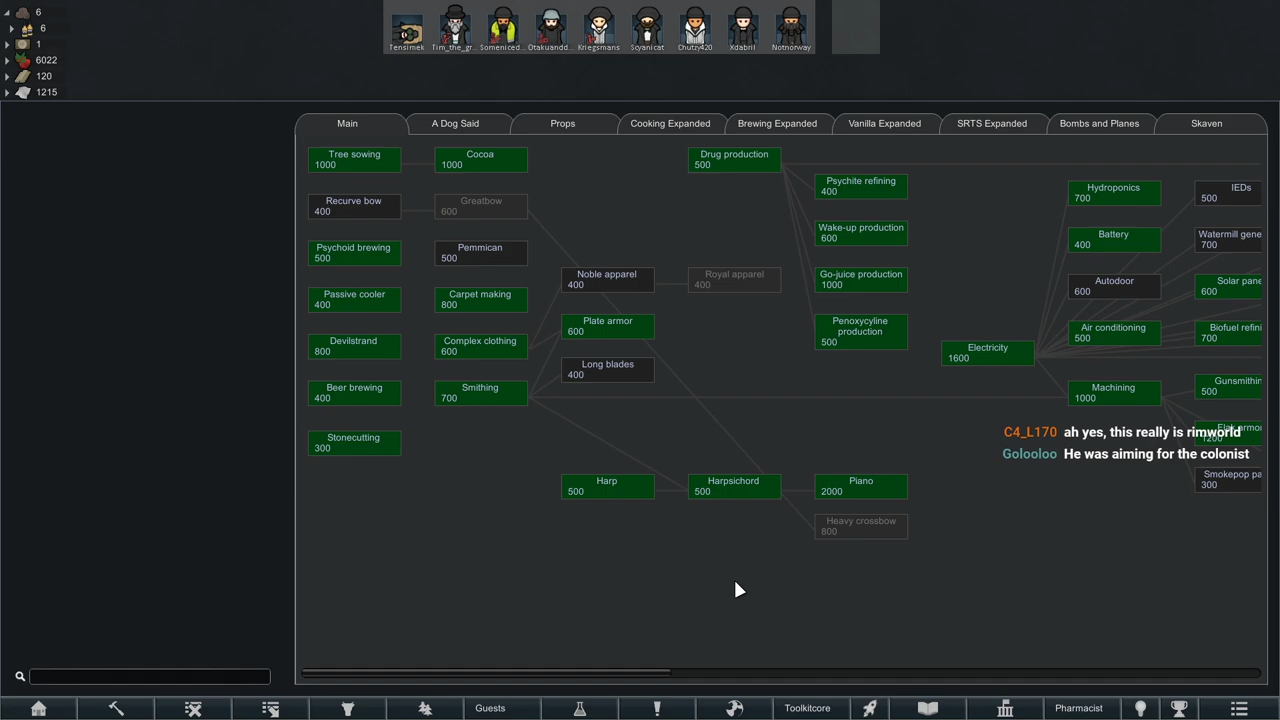 6
6
1
6022
120
1215
Tensimek
Tim_the_gr...
Someniced...
Otakuandd...
Kriegsmans
Scyanicat
Chutzy420
Xdabril
Notnorway
Main
A Dog Said
Props
Cooking Expanded
Brewing Expanded
Vanilla Expanded
SRTS Expanded
Bombs and Planes
Skaven
Tree sowing
1000
Cocoa
1000
Drug production
500
Psychite refining
400
Hydroponics
700
IEDs
500
Recurve bow
400
Greatbow
600
Wake-up production
600
Battery
400
Watermill gene
700
Psychoid brewing
500
Pemmican
500
Noble apparel
400
Royal apparel
400
Go-juice production
1000
Autodoor
600
Solar pane
600
Passive cooler
400
Carpet making
800
Plate armor
600
Penoxycyline
production
500
Air conditioning
500
Biofuel refini
700
Devilstrand
800
Complex clothing
600
Long blades
400
Electricity
1600
Beer brewing
400
Smithing
700
Machining
1000
Gunsmithin
500
Stonecutting
300
Flak armor
1200
C4_L170 ah yes, this really is rimworld
Golooloo He was aiming for the colonist
Harp
500
Harpsichord
500
Piano
2000
Smokepop pa
300
Heavy crossbow
800
Guests
Toolkitcore
Pharmacist